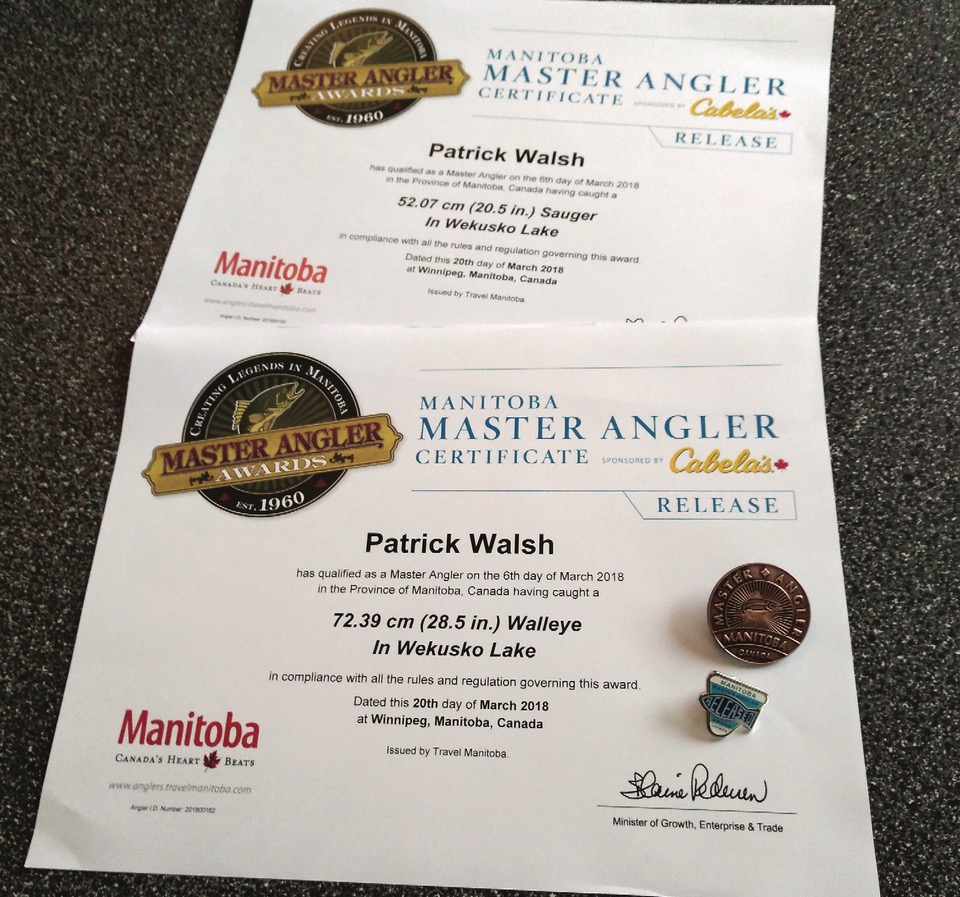 CREATING LEGENDS IN MANITOBA
MASTER ANGLER
AWARDS
EST. 1960
MANITOBA
MASTER ANGLER
CERTIFICATE SPONSORED BY Cabela's
RELEASE
Patrick Walsh
has qualified as a Master Angler on the 6th day of March 2018
in the Province of Manitoba, Canada having caught a
52.07 cm (20.5 in.) Sauger
In Wekusko Lake
in compliance with all the rules and regulation governing this award.
Dated this 20th day of March 2018
at Winnipeg, Manitoba, Canada
Issued by Travel Manitoba.
Manitoba
CANADA'S HEART BEATS
www.anglers.travelmanitoba.com
Angler I.D. Number: 201800162
CREATING LEGENDS IN MANITOBA
MASTER ANGLER
AWARDS
EST. 1960
MANITOBA
MASTER ANGLER
CERTIFICATE SPONSORED BY Cabela's
RELEASE
Patrick Walsh
has qualified as a Master Angler on the 6th day of March 2018
in the Province of Manitoba, Canada having caught a
72.39 cm (28.5 in.) Walleye
In Wekusko Lake
in compliance with all the rules and regulation governing this award.
Dated this 20th day of March 2018
at Winnipeg, Manitoba, Canada
Issued by Travel Manitoba.
MASTER ANGLER
MANITOBA
CANADA
MANITOBA
RELEASED
Manitoba
CANADA'S HEART BEATS
www.anglers.travelmanitoba.com
Angler I.D. Number: 201800162
Minister of Growth, Enterprise & Trade